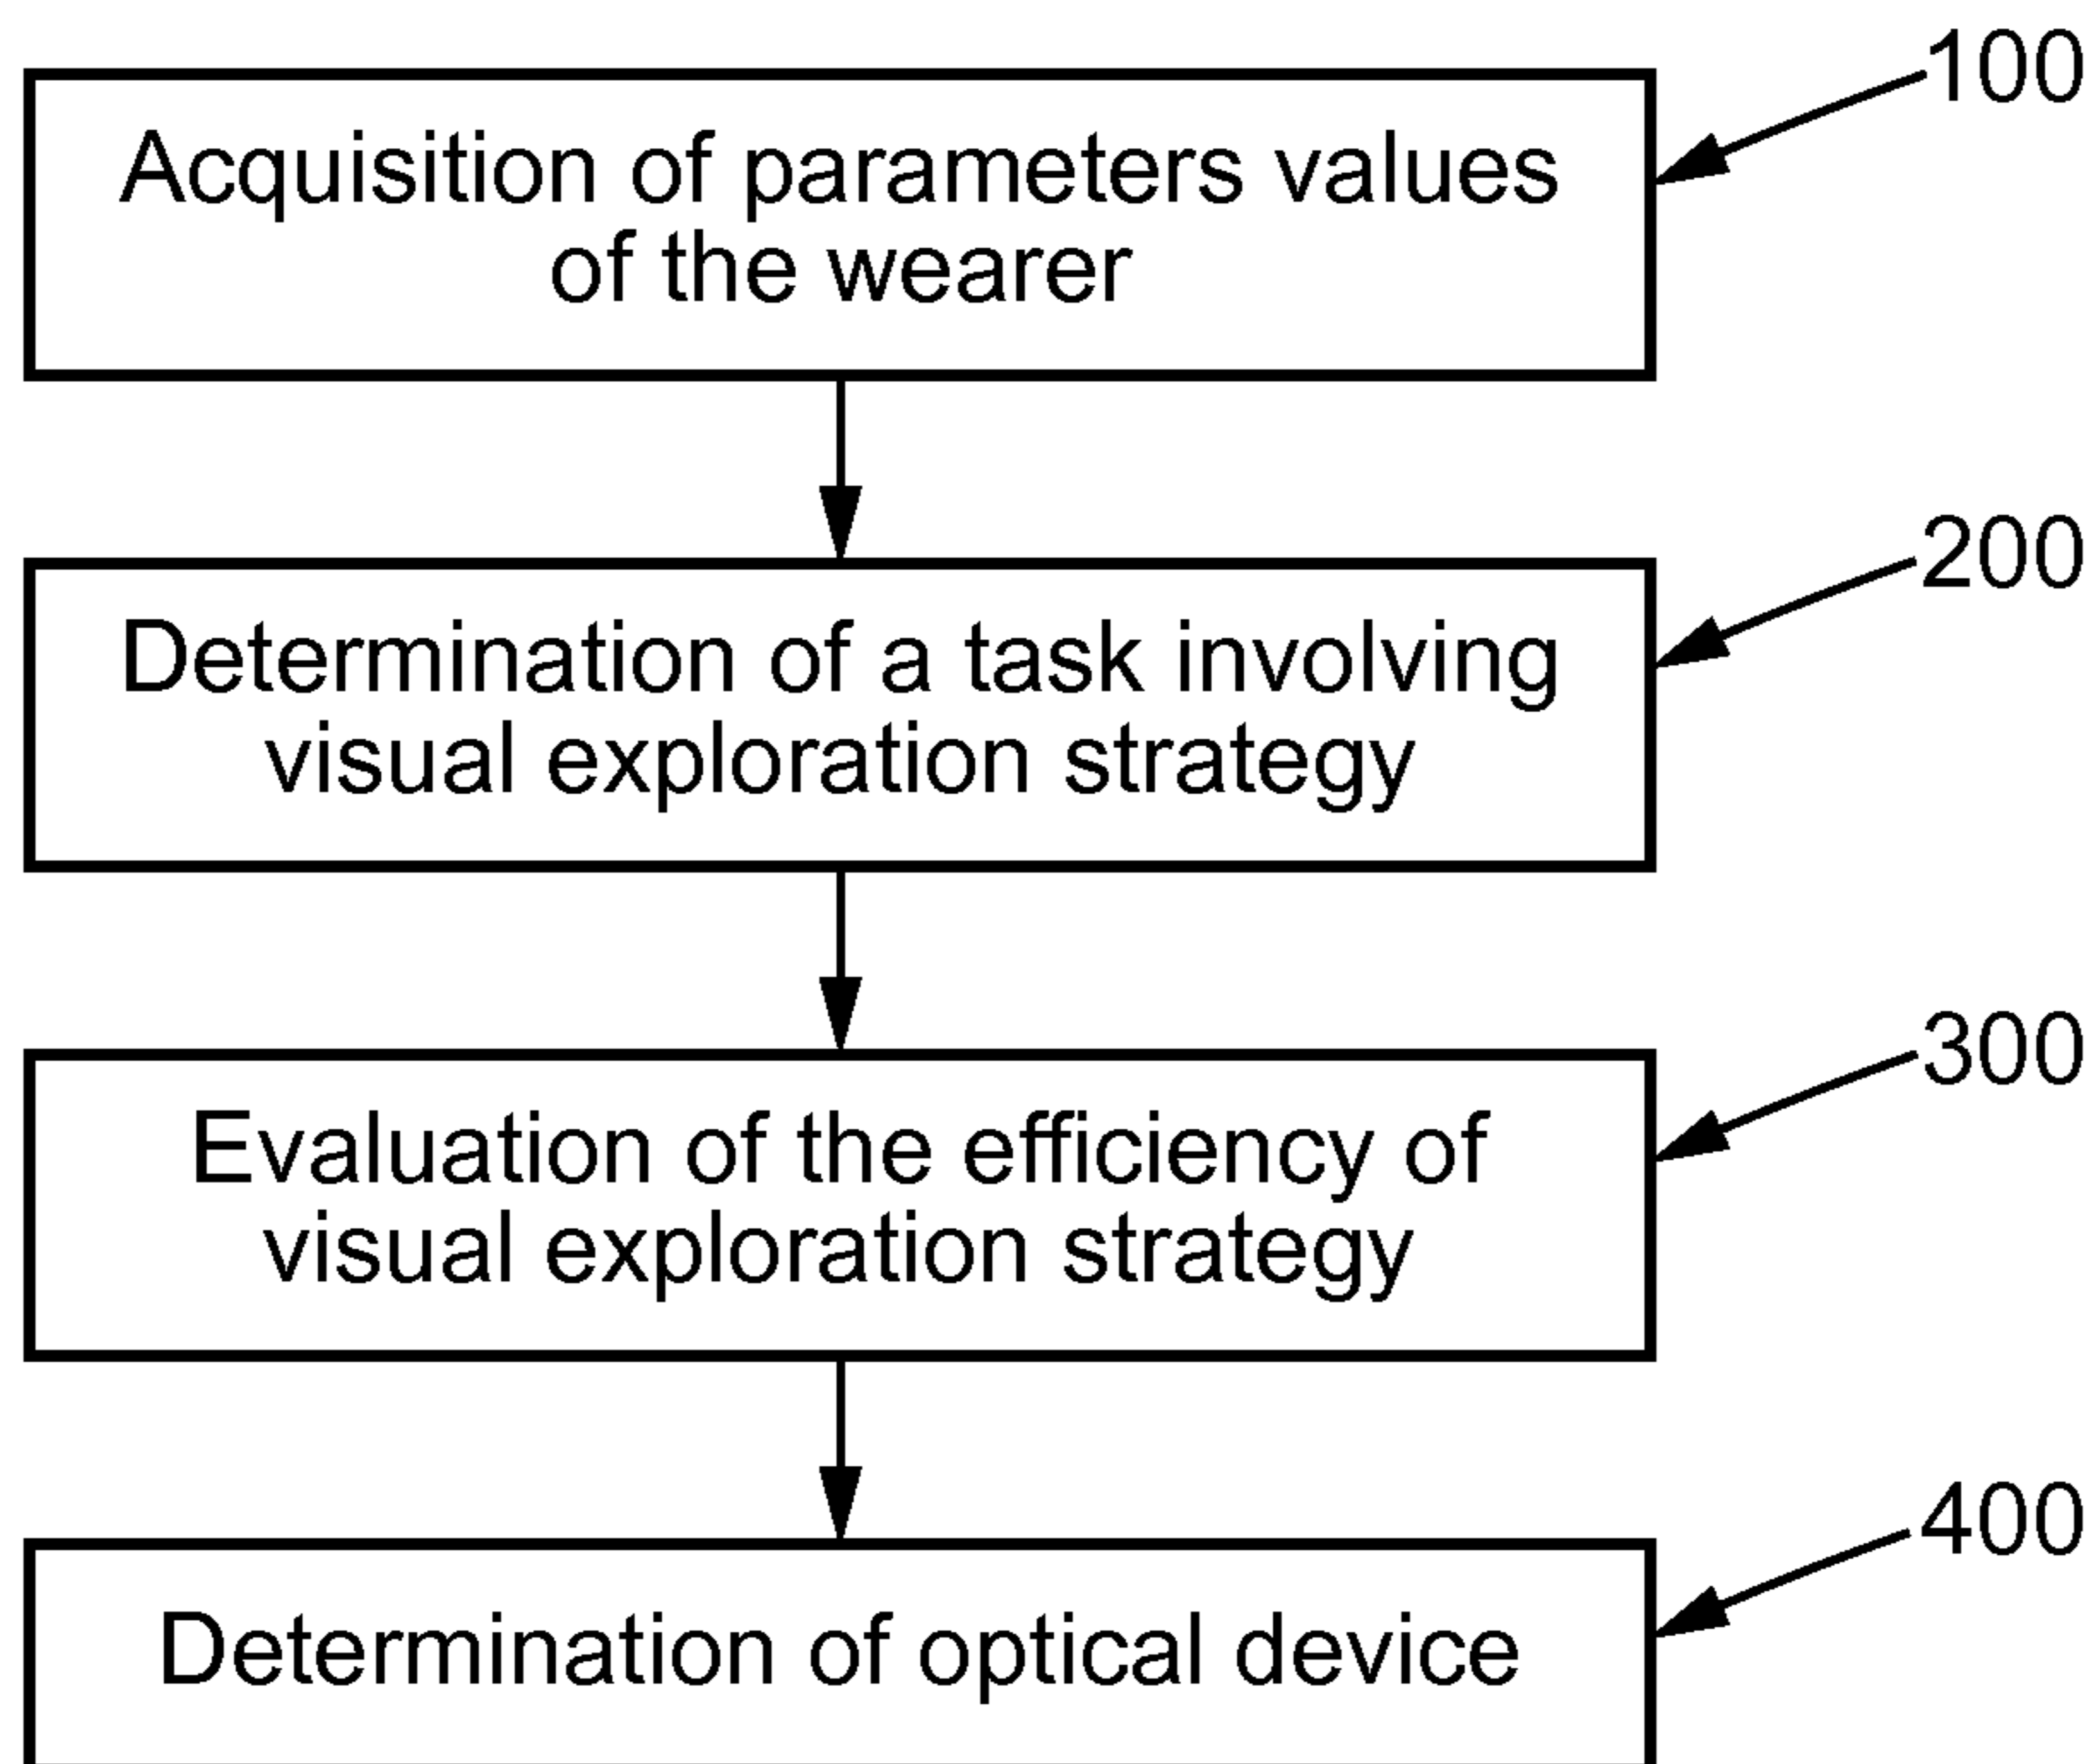 100
Acquisition of parameters values
of the wearer
200
Determination of a task involving
visual exploration strategy
300
Evaluation of the efficiency of
visual exploration strategy
400
Determination of optical device